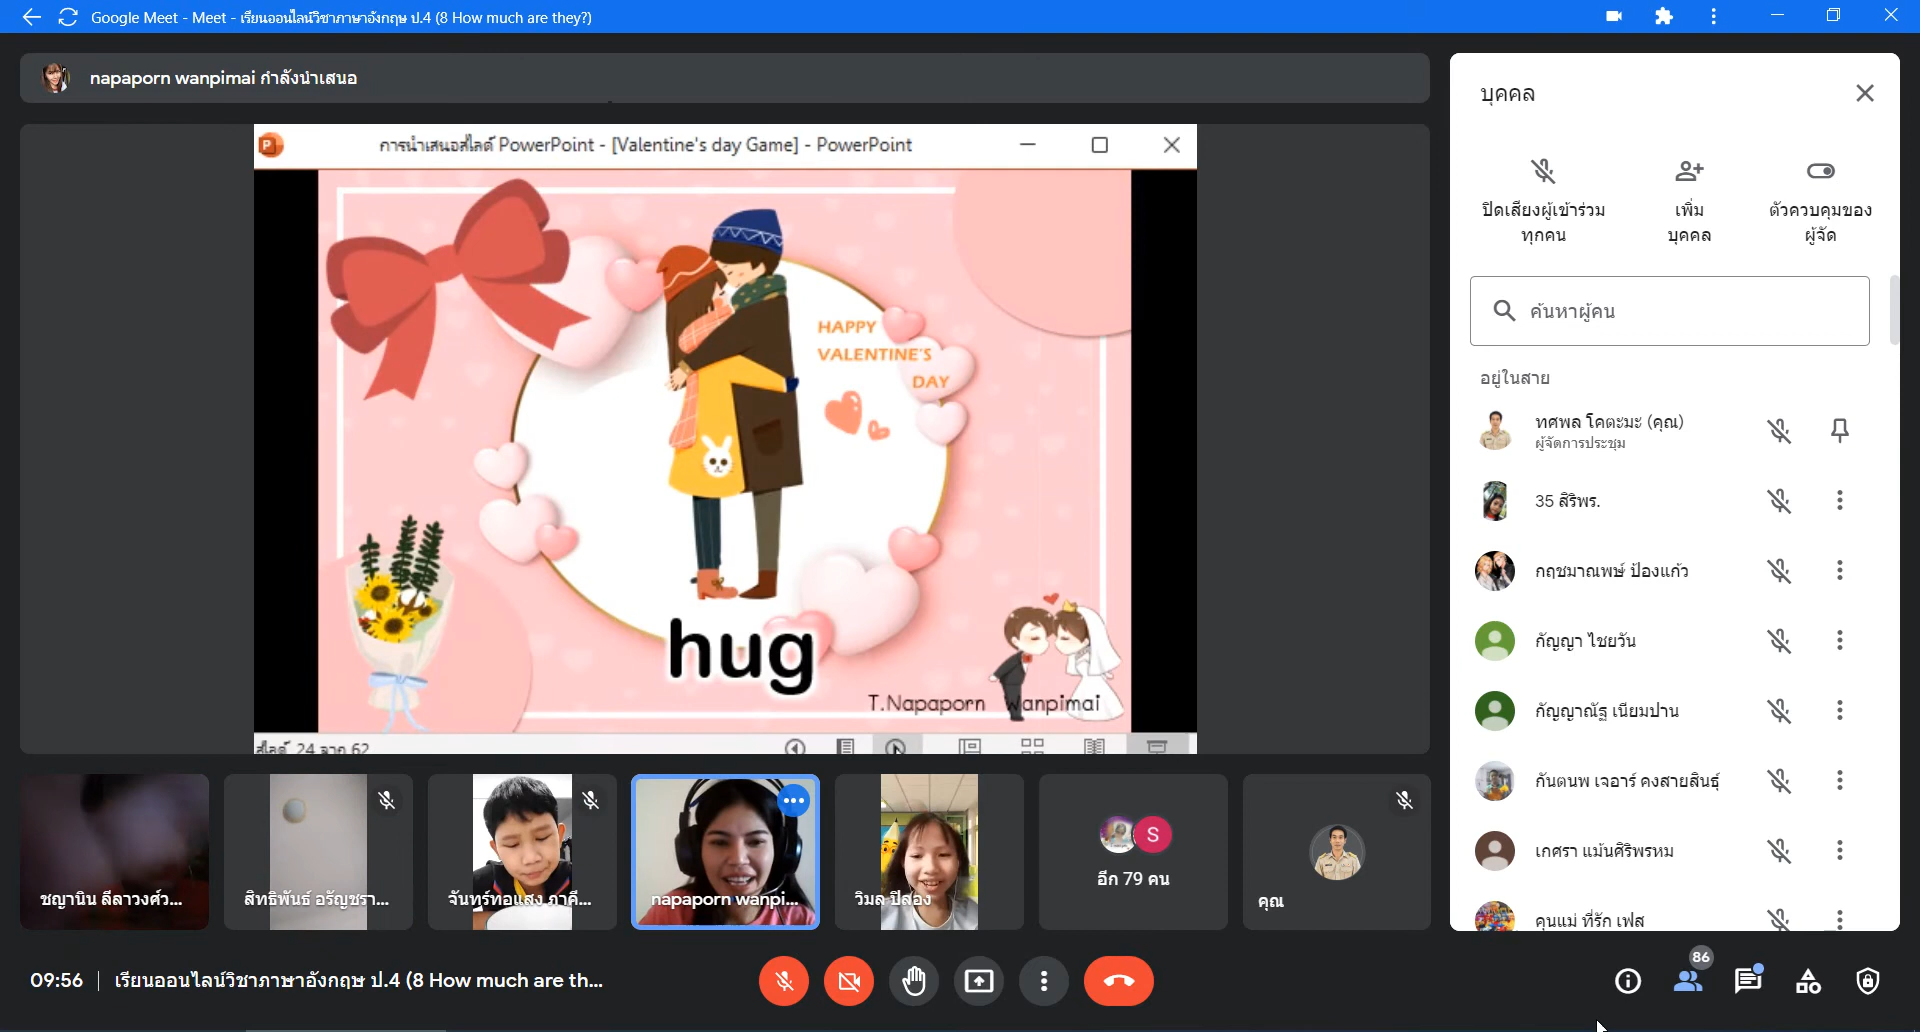 Google Meet - Meet - เรียนออนไลน์วิชาภาษาอังกฤษ ป.4 (8 How much are they?)
napaporn wanpimai กำลังนำเสนอ
P
การนำเสนอสไลด์ PowerPoint - [Valentine's day Game] - PowerPoint
HAPPY
VALENTINE'S
DAY
hug
T.Napaporn Wanpimai
สไลด์ 24 จาก 62
บุคคล
ปิดเสียงผู้เข้าร่วม
ทุกคน
เพิ่ม
บุคคล
ตัวควบคุมของ
ผู้จัด
ค้นหาผู้คน
อยู่ในสาย
ทศพล โคตะมะ (คุณ)
ผู้จัดการประชุม
35 สิริพร.
กฤชมาณพษ์ ป้องแก้ว
กัญญา ไชยวัน
กัญญาณัฐ เนียมปาน
กันตนพ เจอาร์ คงสายสินธุ์
เกศรา แม้นศิริพรหม
คุนแม่ ที่รัก เฟส
ชญานิน ลีลาวงศ์ว...
สิทธิพันธ์ อรัญชรา...
จันทร์ทอแสง ภาคี...
napaporn wanpi...
วิมล ปีสอง
S
อีก 79 คน
คุณ
09:56 | เรียนออนไลน์วิชาภาษาอังกฤษ ป.4 (8 How much are th...
86